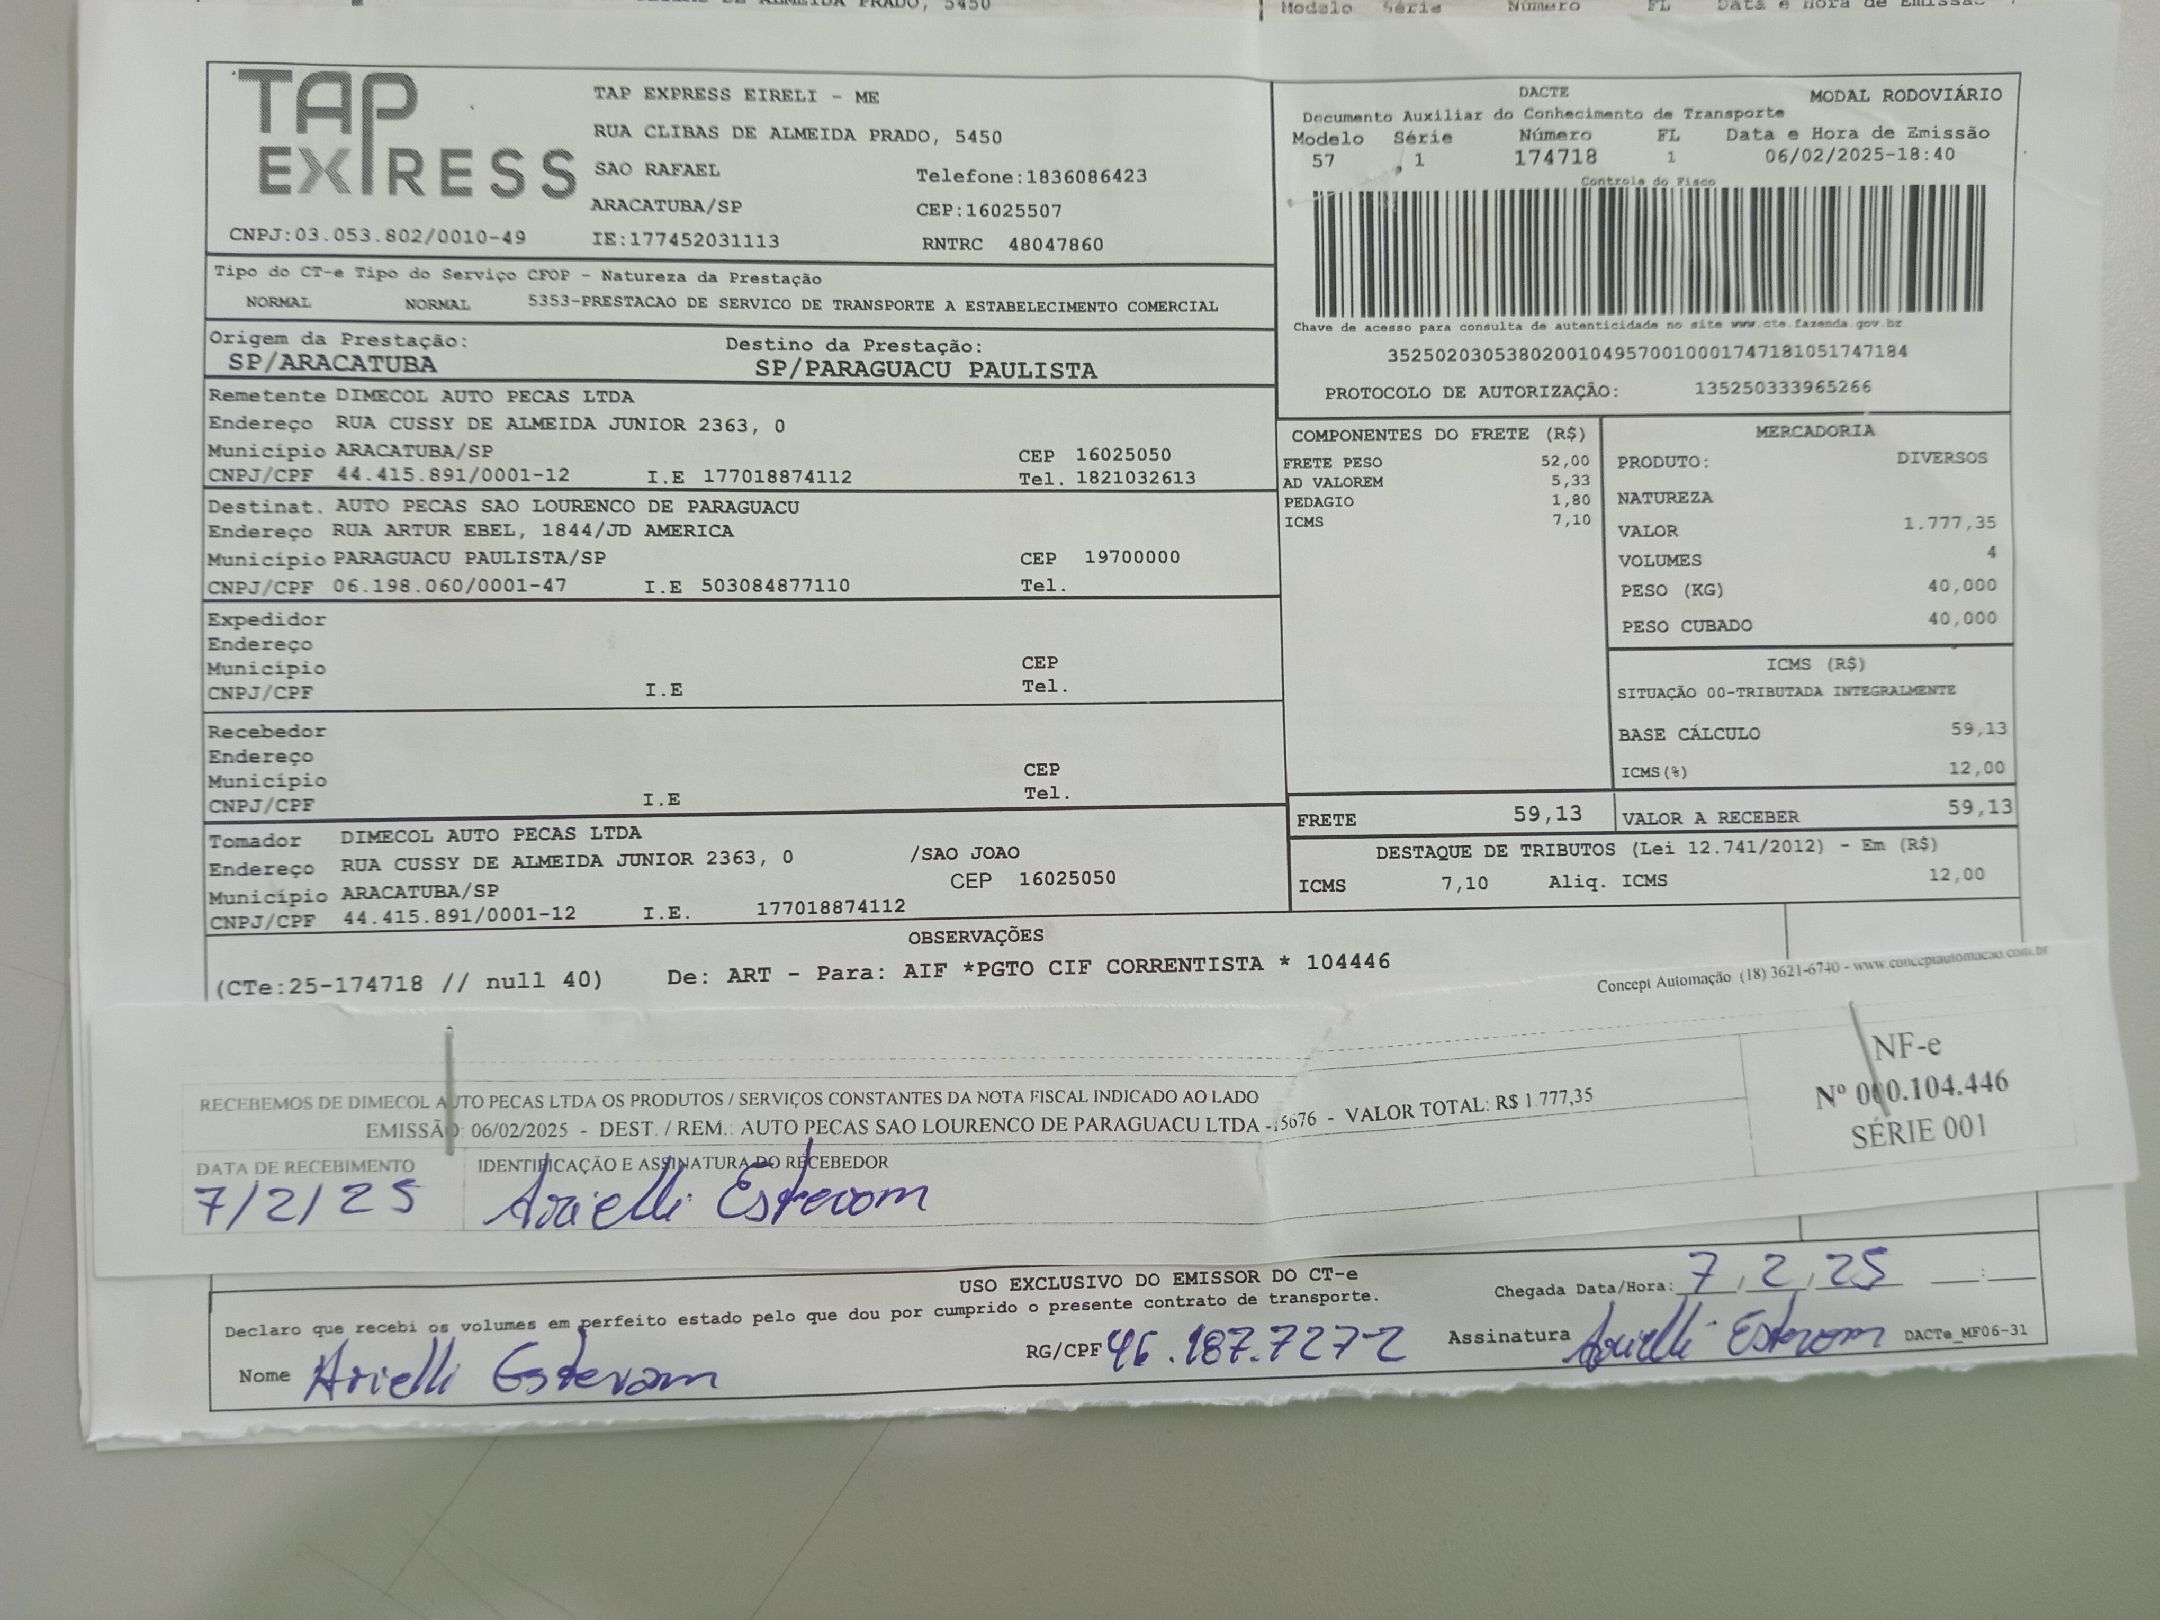 PRADO, 5450
Modelo Série Número FL Data e Hora de Emissão
TAP EXPRESS
TAP EXPRESS EIRELI - ME
RUA CLIBAS DE ALMEIDA PRADO, 5450
SAO RAFAEL Telefone:1836086423
ARACATUBA/SP CEP:16025507
CNPJ:03.053.802/0010-49 IE:177452031113 RNTRC 48047860
DACTE MODAL RODOVIÁRIO
Documento Auxiliar do Conhecimento de Transporte
Modelo Série Número FL Data e Hora de Emissão
57 1 174718 1 06/02/2025-18:40
Controle do Fisco
Chave de acesso para consulta de autenticidade no site www.cte.fazenda.gov.br
35250203053802001049570010001747181051747184
PROTOCOLO DE AUTORIZAÇÃO: 135250333965266
Tipo do CT-e Tipo do Serviço CFOP - Natureza da Prestação
NORMAL NORMAL 5353-PRESTACAO DE SERVICO DE TRANSPORTE A ESTABELECIMENTO COMERCIAL
Origem da Prestação: Destino da Prestação:
SP/ARACATUBA SP/PARAGUACU PAULISTA
Remetente DIMECOL AUTO PECAS LTDA
Endereço RUA CUSSY DE ALMEIDA JUNIOR 2363, 0
Município ARACATUBA/SP CEP 16025050
CNPJ/CPF 44.415.891/0001-12 I.E 177018874112 Tel. 1821032613
Destinat. AUTO PECAS SAO LOURENCO DE PARAGUACU
Endereço RUA ARTUR EBEL, 1844/JD AMERICA
Município PARAGUACU PAULISTA/SP CEP 19700000
CNPJ/CPF 06.198.060/0001-47 I.E 503084877110 Tel.
Expedidor
Endereço
Município CEP
CNPJ/CPF I.E Tel.
Recebedor
Endereço
Município CEP
CNPJ/CPF I.E Tel.
Tomador DIMECOL AUTO PECAS LTDA
Endereço RUA CUSSY DE ALMEIDA JUNIOR 2363, 0 /SAO JOAO
Município ARACATUBA/SP CEP 16025050
CNPJ/CPF 44.415.891/0001-12 I.E. 177018874112
COMPONENTES DO FRETE (R$)
FRETE PESO 52,00
AD VALOREM 5,33
PEDAGIO 1,80
ICMS 7,10
MERCADORIA
PRODUTO: DIVERSOS
NATUREZA
VALOR 1.777,35
VOLUMES 4
PESO (KG) 40,000
PESO CUBADO 40,000
ICMS (R$)
SITUAÇÃO 00-TRIBUTADA INTEGRALMENTE
BASE CÁLCULO 59,13
ICMS(%) 12,00
FRETE 59,13 VALOR A RECEBER 59,13
DESTAQUE DE TRIBUTOS (Lei 12.741/2012) - Em (R$)
ICMS 7,10 Aliq. ICMS 12,00
OBSERVAÇÕES
(CTe:25-174718 // null 40) De: ART - Para: AIF *PGTO CIF CORRENTISTA * 104446
Concept Automação (18) 3621-6740 - www.conceptautomacao.com.br
RECEBEMOS DE DIMECOL AUTO PECAS LTDA OS PRODUTOS / SERVIÇOS CONSTANTES DA NOTA FISCAL INDICADO AO LADO
EMISSÃO: 06/02/2025 - DEST. / REM.: AUTO PECAS SAO LOURENCO DE PARAGUACU LTDA - 15676 - VALOR TOTAL: R$ 1.777,35
NF-e
Nº 000.104.446
SÉRIE 001
DATA DE RECEBIMENTO IDENTIFICAÇÃO E ASSINATURA DO RECEBEDOR
7/2/25 Arielli Estevam
USO EXCLUSIVO DO EMISSOR DO CT-e
Declaro que recebi os volumes em perfeito estado pelo que dou por cumprido o presente contrato de transporte.
Chegada Data/Hora: 7/2/25 __:__
Nome Arielli Estevam RG/CPF 46.187.727-2 Assinatura Arielli Estevam DACTe_MF06-31